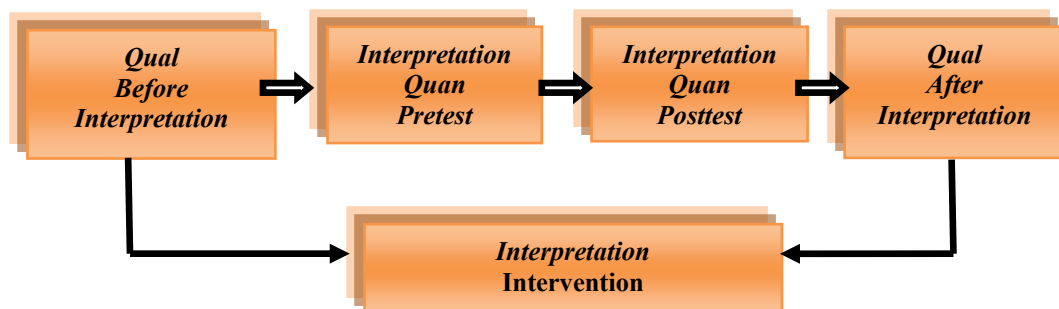 Qual
Before
Interpretation
Interpretation
Quan
Pretest
Interpretation
Quan
Posttest
Qual
After
Interpretation
Interpretation
Intervention